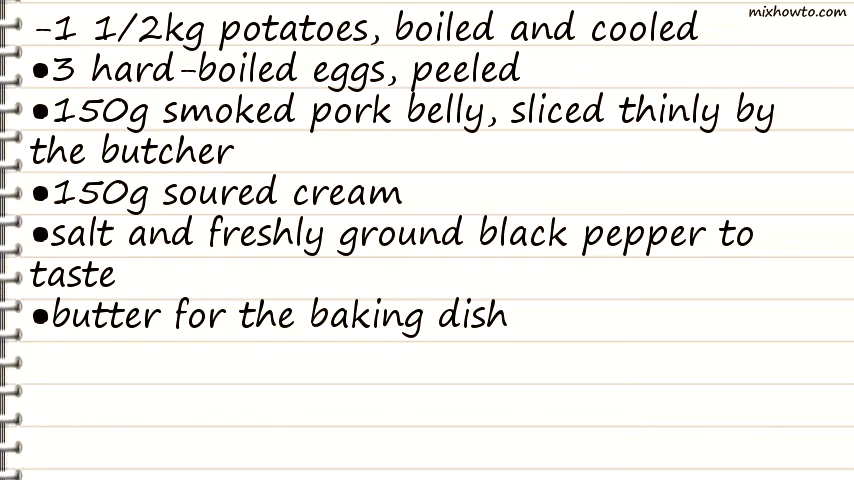 mixhowto.com
-1 1/2kg potatoes, boiled and cooled
•3 hard-boiled eggs, peeled
•150g smoked pork belly, sliced thinly by
the butcher
•150g soured cream
•salt and freshly ground black pepper to
taste
•butter for the baking dish